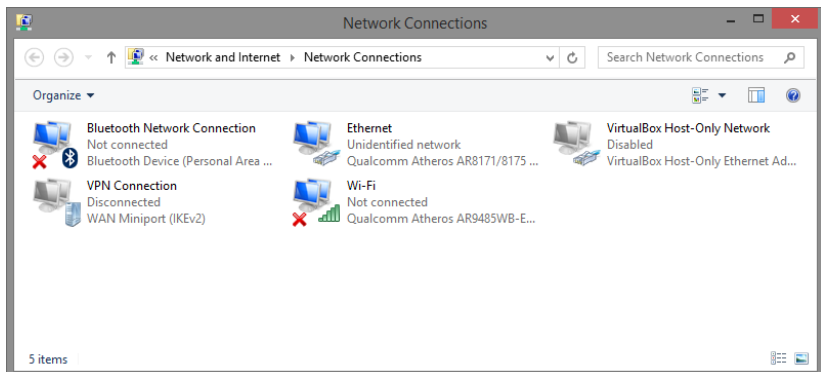 Network Connections
« Network and Internet Network Connections
Search Network Connections
Organize
Bluetooth Network Connection
Not connected
Bluetooth Device (Personal Area ...
Ethernet
Unidentified network
Qualcomm Atheros AR8171/8175 ...
VirtualBox Host-Only Network
Disabled
VirtualBox Host-Only Ethernet Ad...
VPN Connection
Disconnected
WAN Miniport (IKEv2)
Wi-Fi
Not connected
Qualcomm Atheros AR9485WB-E...
5 items